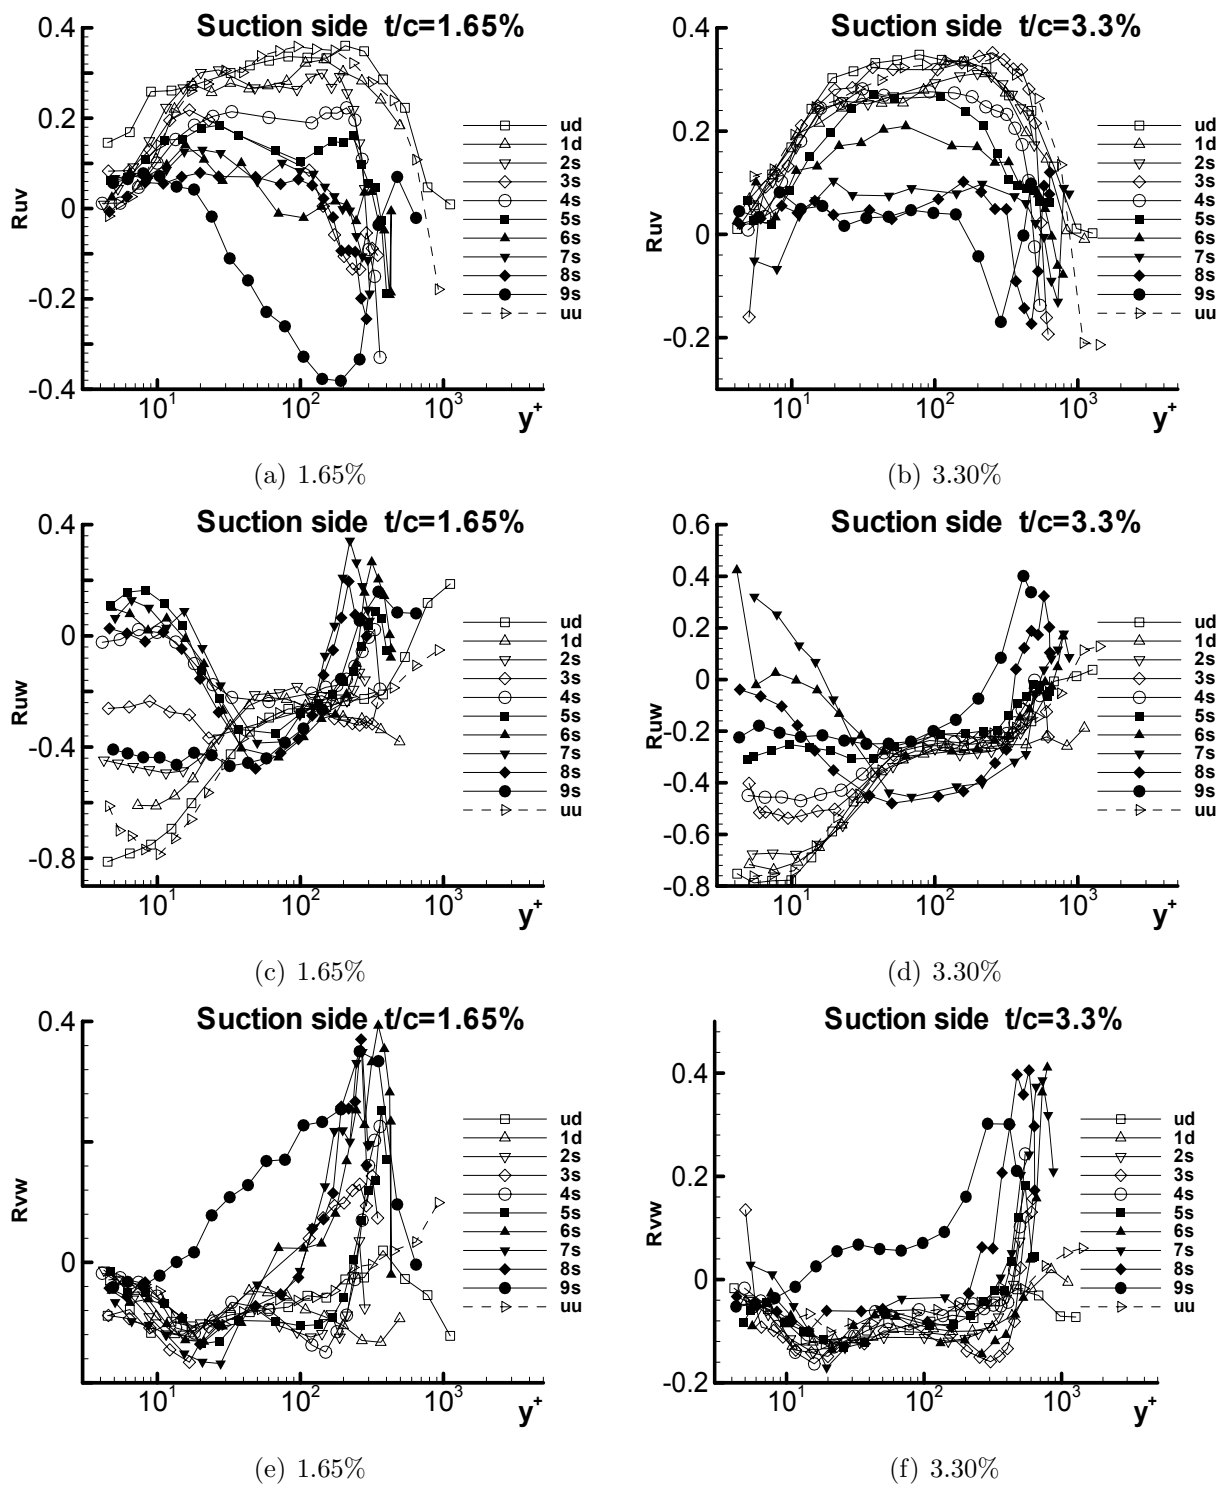 Suction side t/c=1.65%
0.4
0.2
0
-0.2
-0.4
Ruv
10¹ 10² 10³ y⁺
ud
1d
2s
3s
4s
5s
6s
7s
8s
9s
uu
(a) 1.65%
Suction side t/c=3.3%
0.4
0.2
0
-0.2
Ruv
10¹ 10² 10³ y⁺
ud
1d
2s
3s
4s
5s
6s
7s
8s
9s
uu
(b) 3.30%
Suction side t/c=1.65%
0.4
0
-0.4
-0.8
Ruw
10¹ 10² 10³ y⁺
ud
1d
2s
3s
4s
5s
6s
7s
8s
9s
uu
(c) 1.65%
Suction side t/c=3.3%
0.6
0.4
0.2
0
-0.2
-0.4
-0.6
-0.8
Ruw
10¹ 10² 10³ y⁺
ud
1d
2s
3s
4s
5s
6s
7s
8s
9s
uu
(d) 3.30%
Suction side t/c=1.65%
0.4
0
Rvw
10¹ 10² 10³ y⁺
ud
1d
2s
3s
4s
5s
6s
7s
8s
9s
uu
(e) 1.65%
Suction side t/c=3.3%
0.4
0.2
0
-0.2
Rvw
10¹ 10² 10³ y⁺
ud
1d
2s
3s
4s
5s
6s
7s
8s
9s
uu
(f) 3.30%